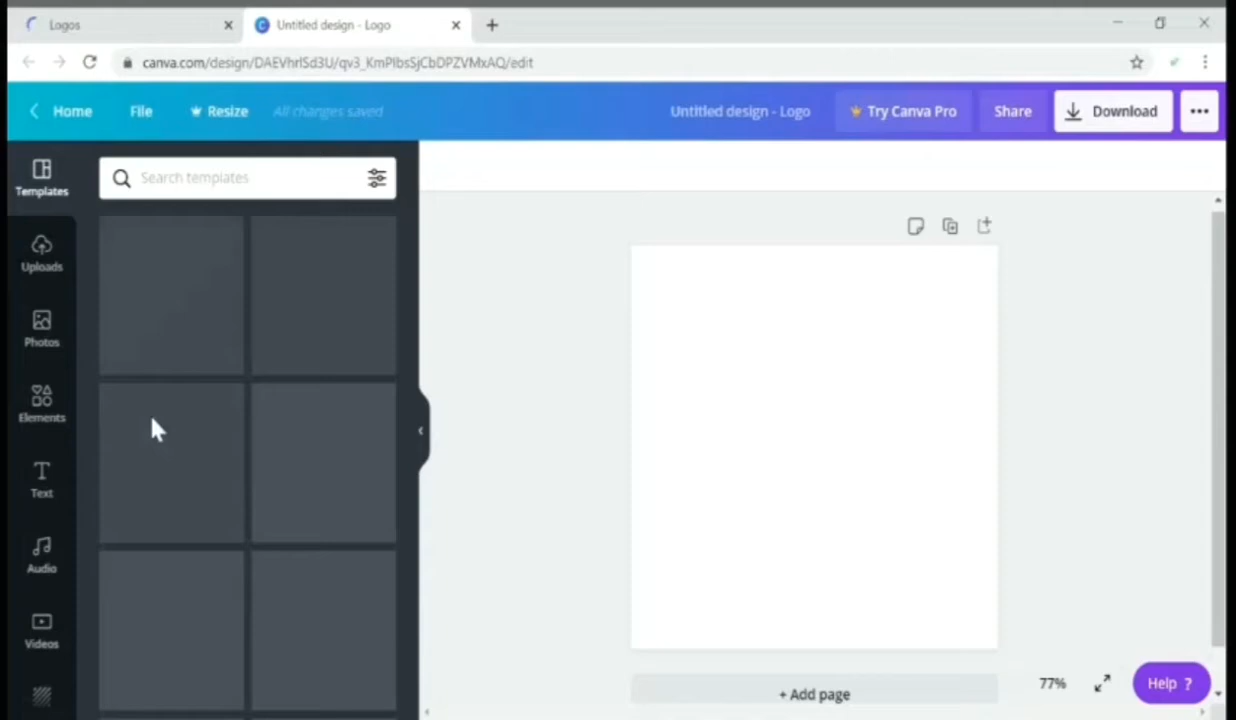 Logos
Untitled design - Logo
canva.com/design/DAEVhrlSd3U/qv3_KmPlbsSjCbDPZVMxAQ/edit
Home
File
Resize
All changes saved
Untitled design - Logo
Try Canva Pro
Share
Download
Templates
Search templates
Uploads
Photos
Elements
Text
Audio
Videos
+ Add page
77%
Help ?